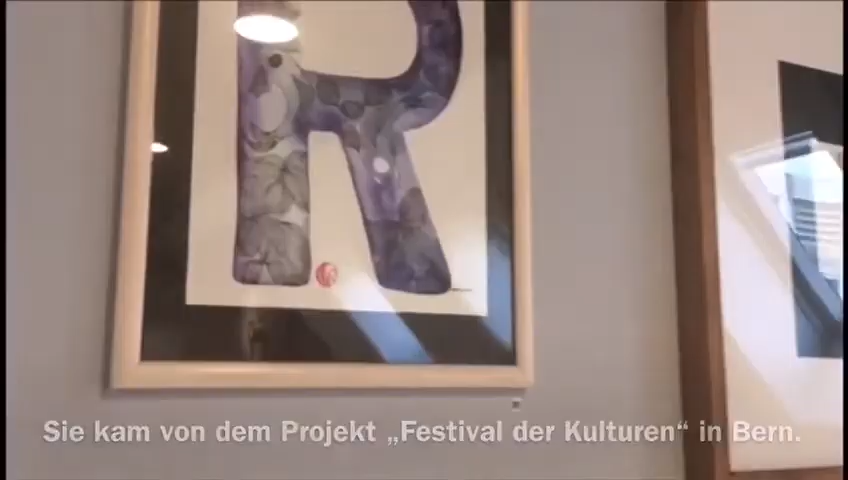 R
Sie kam von dem Projekt „Festival der Kulturen“ in Bern.